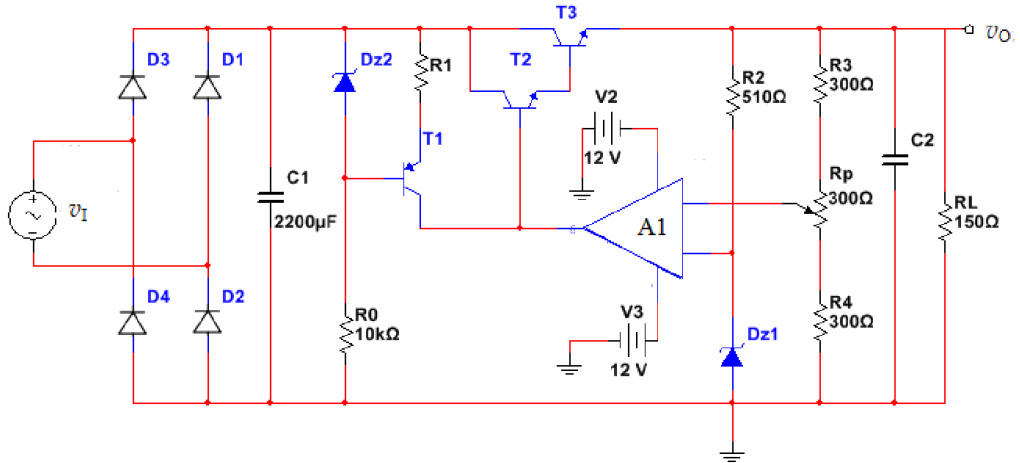 T3
vO
D3
D1
Dz2
R1
T2
R2
510Ω
R3
300Ω
V2
12 V
T1
C1
2200µF
vI
A1
Rp
300Ω
C2
RL
150Ω
D4
D2
R0
10kΩ
V3
12 V
Dz1
R4
300Ω